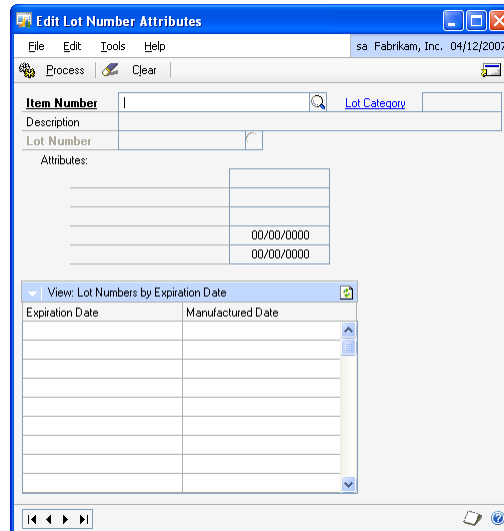 Edit Lot Number Attributes
File Edit Tools Help sa Fabrikam, Inc. 04/12/2007
Process Clear
Item Number Lot Category
Description
Lot Number
Attributes:
00/00/0000
00/00/0000
View: Lot Numbers by Expiration Date
Expiration Date Manufactured Date